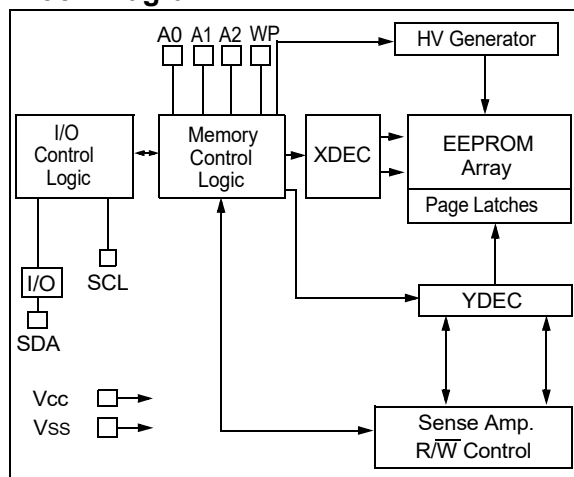 A0 A1 A2 WP
HV Generator
I/O
Control
Logic
Memory
Control
Logic
XDEC
EEPROM
Array
Page Latches
I/O
SCL
SDA
YDEC
Vcc
Vss
Sense Amp.
R/W̅ Control